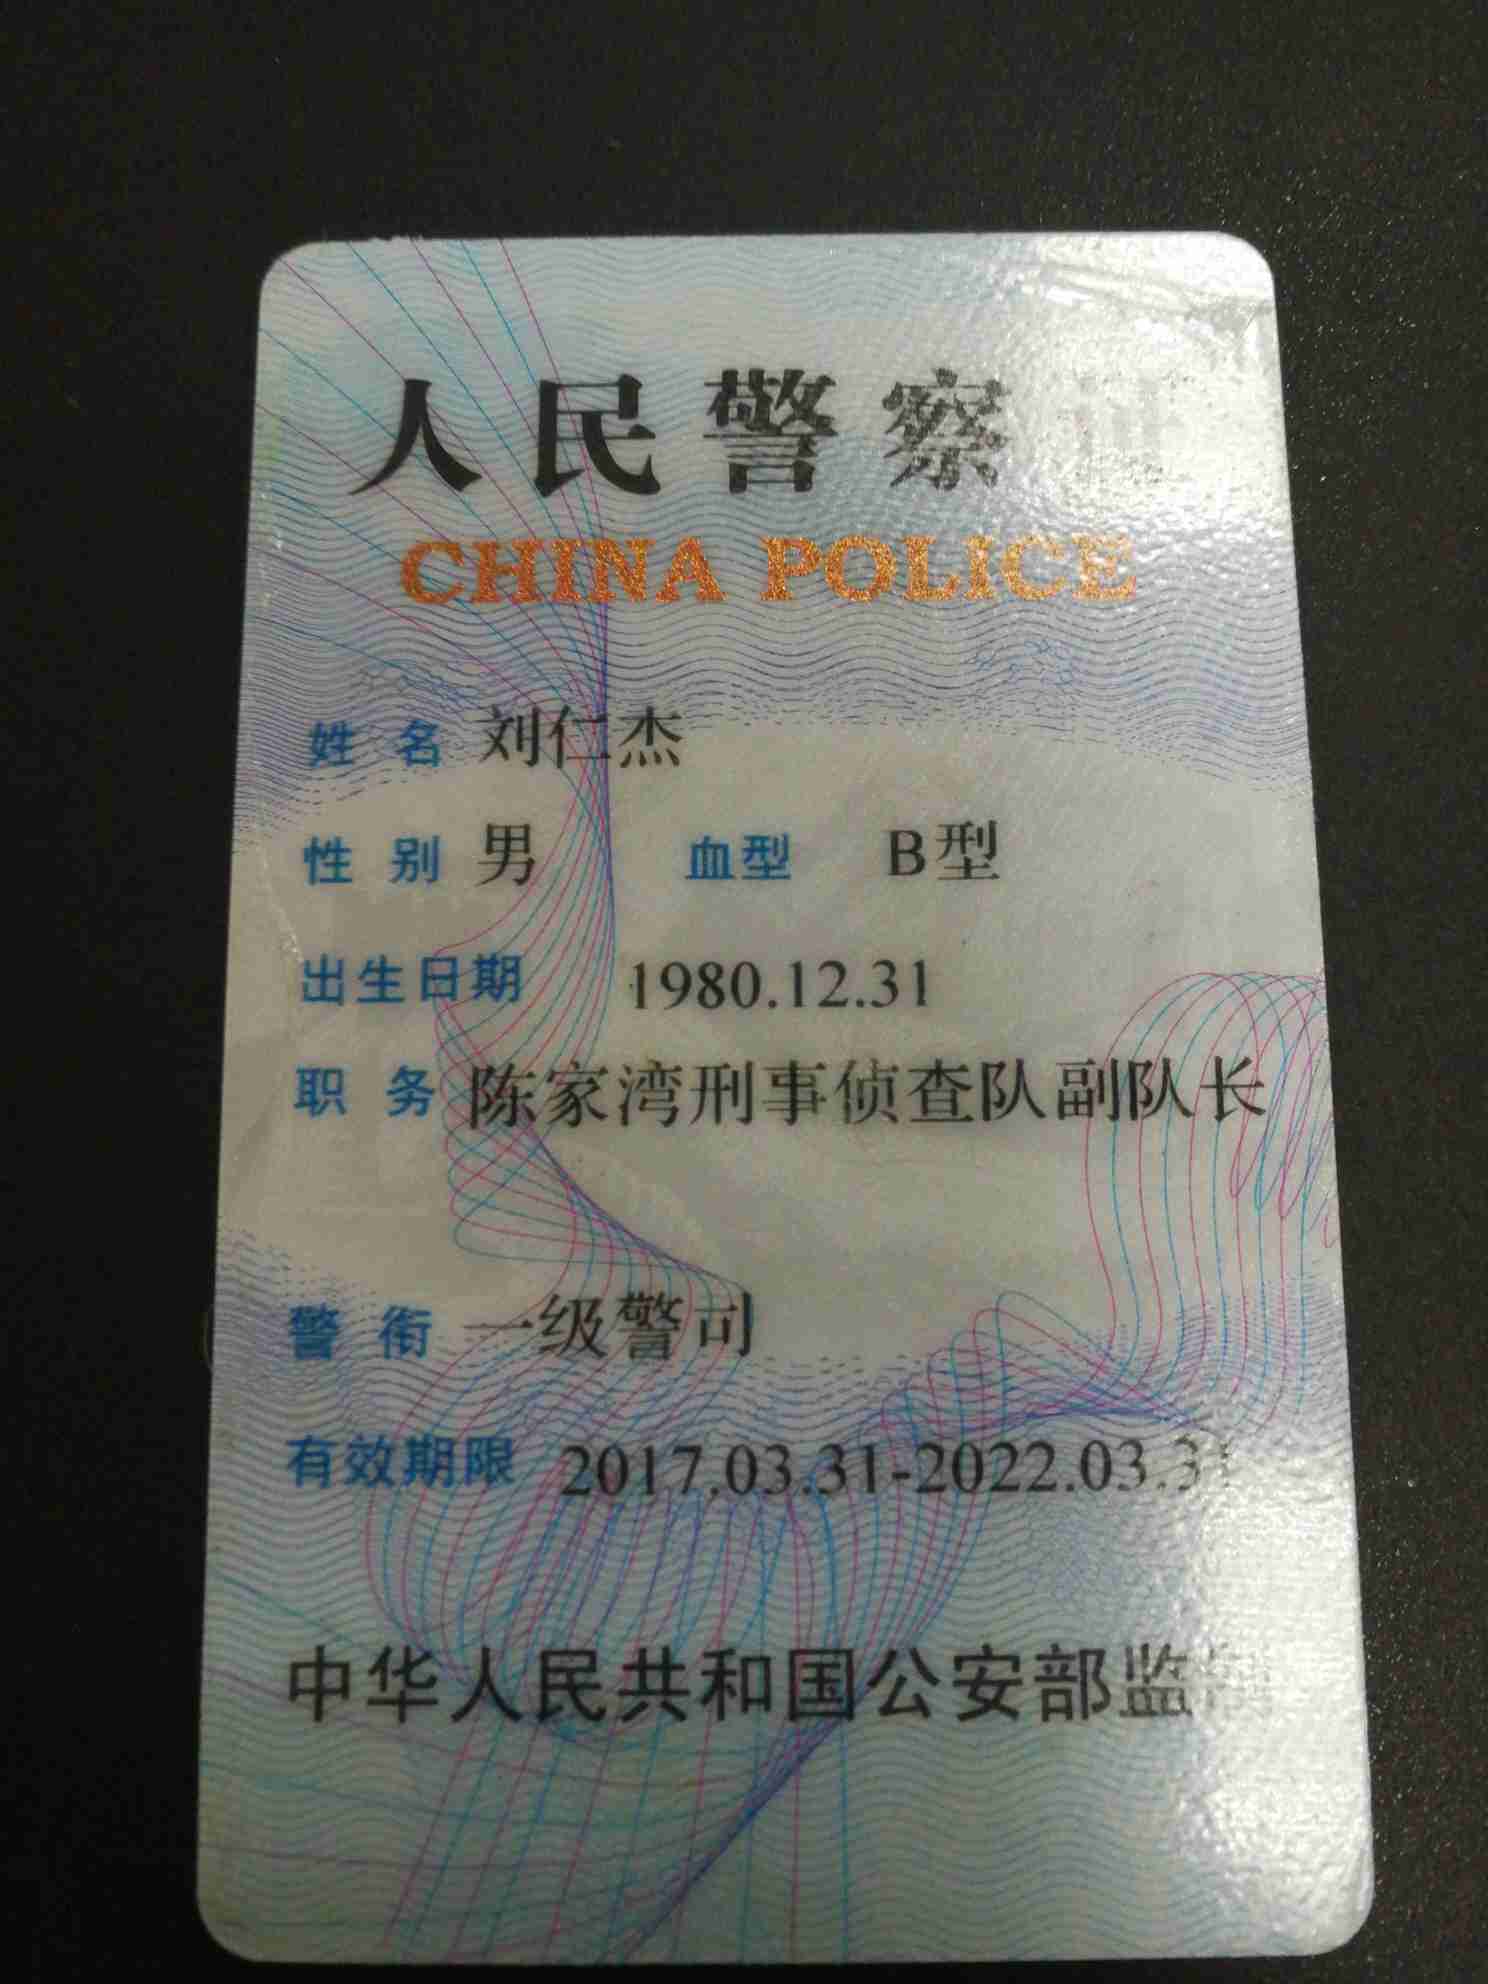 人民警察证
CHINA POLICE
姓 名 刘仁杰
性 别 男 血型 B型
出生日期 1980.12.31
职 务 陈家湾刑事侦查队副队长
警 衔 一级警司
有效期限 2017.03.31-2022.03.31
中华人民共和国公安部监制